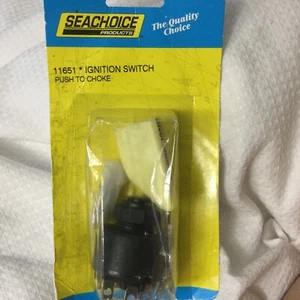 SEACHOICE
PRODUCTS
The Quality
Choice
11651 * IGNITION SWITCH
PUSH TO CHOKE